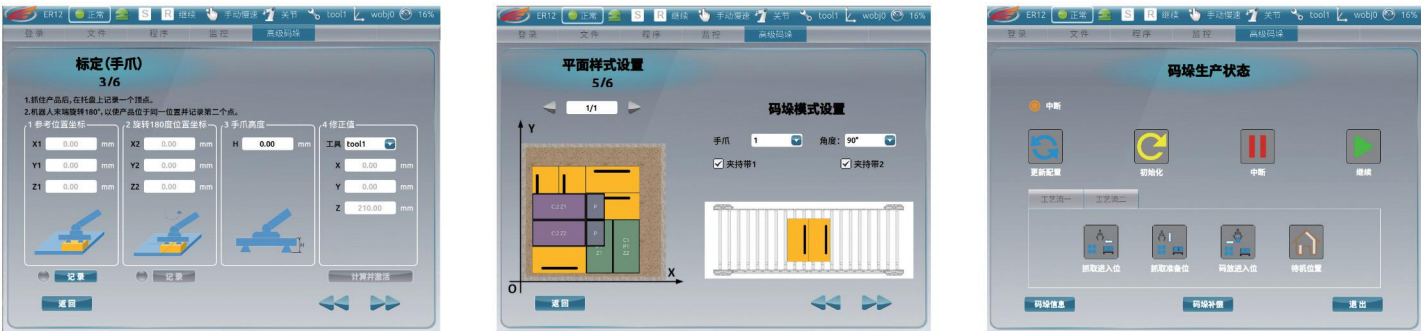 ER12 正常 S R 继续 手动慢速 关节 tool1 wobj0 16%
登录 文件 程序 监控 高级码垛
标定(手爪)
3/6
1.抓住产品后,在托盘上记录一个顶点。
2.机器人末端旋转180°,以使产品位于同一位置并记录第二个点。
1 参考位置坐标 2 旋转180度位置坐标 3 手爪高度 4 修正值
X1 0.00 mm X2 0.00 mm H 0.00 mm 工具 tool1
Y1 0.00 mm Y2 0.00 mm X 0.00 mm
Z1 0.00 mm Z2 0.00 mm Y 0.00 mm
Z 210.00 mm
H
记录 记录 计算并激活
返回
ER12 正常 S R 继续 手动慢速 关节 tool1 wobj0 16%
登录 文件 程序 监控 高级码垛
平面样式设置
5/6
1/1
码垛模式设置
Y
手爪 1 角度: 90°
夹持带1 夹持带2
C2 Z1 P
C2 Z2 P
Z1
C1
P1
Z2
X
O
返回
ER12 正常 S R 继续 手动慢速 关节 tool1 wobj0 16%
登录 文件 程序 监控 高级码垛
码垛生产状态
中断
更新配置 初始化 中断 继续
工艺流一 工艺流二
抓取进入位 抓取准备位 码放进入位 待机位置
码垛信息 码垛补偿 退出